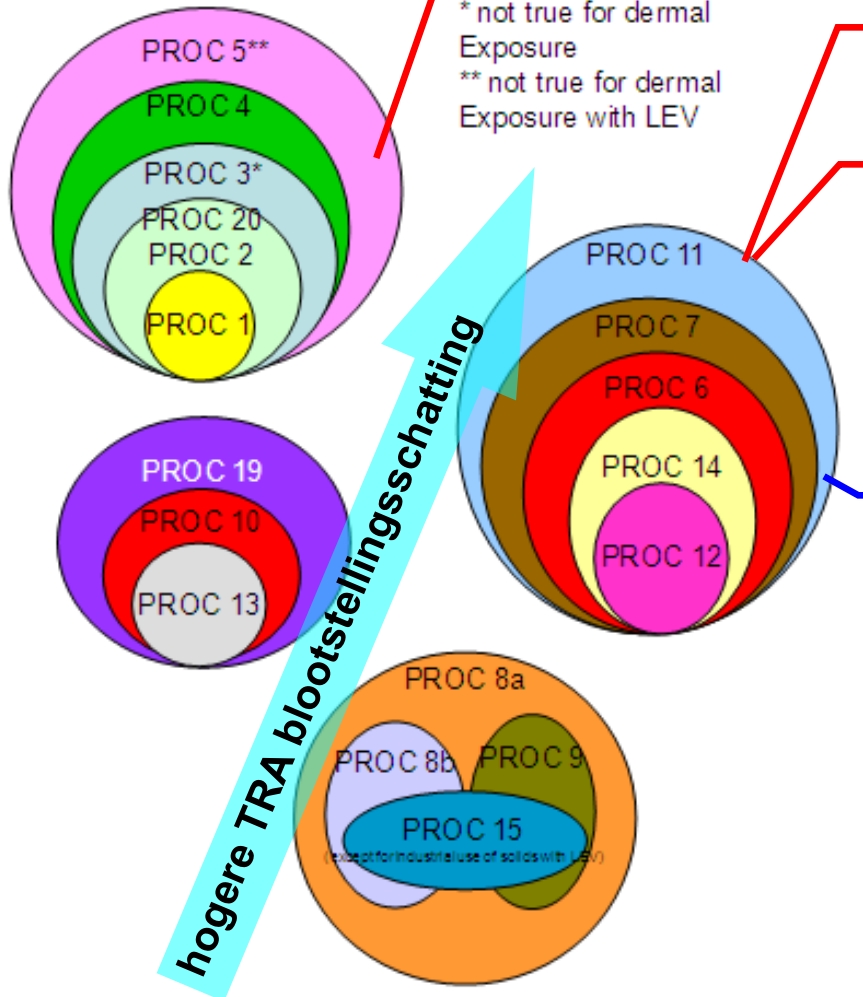 * not true for dermal
Exposure
** not true for dermal
Exposure with LEV
PROC 5**
PROC 4
PROC 3*
PROC 20
PROC 2
PROC 1
PROC 11
PROC 7
PROC 6
PROC 14
PROC 12
PROC 19
PROC 10
PROC 13
hogere TRA blootstellingsschatting
PROC 8a
PROC 8b
PROC 9
PROC 15
(except for industrial use of solids with LEV)